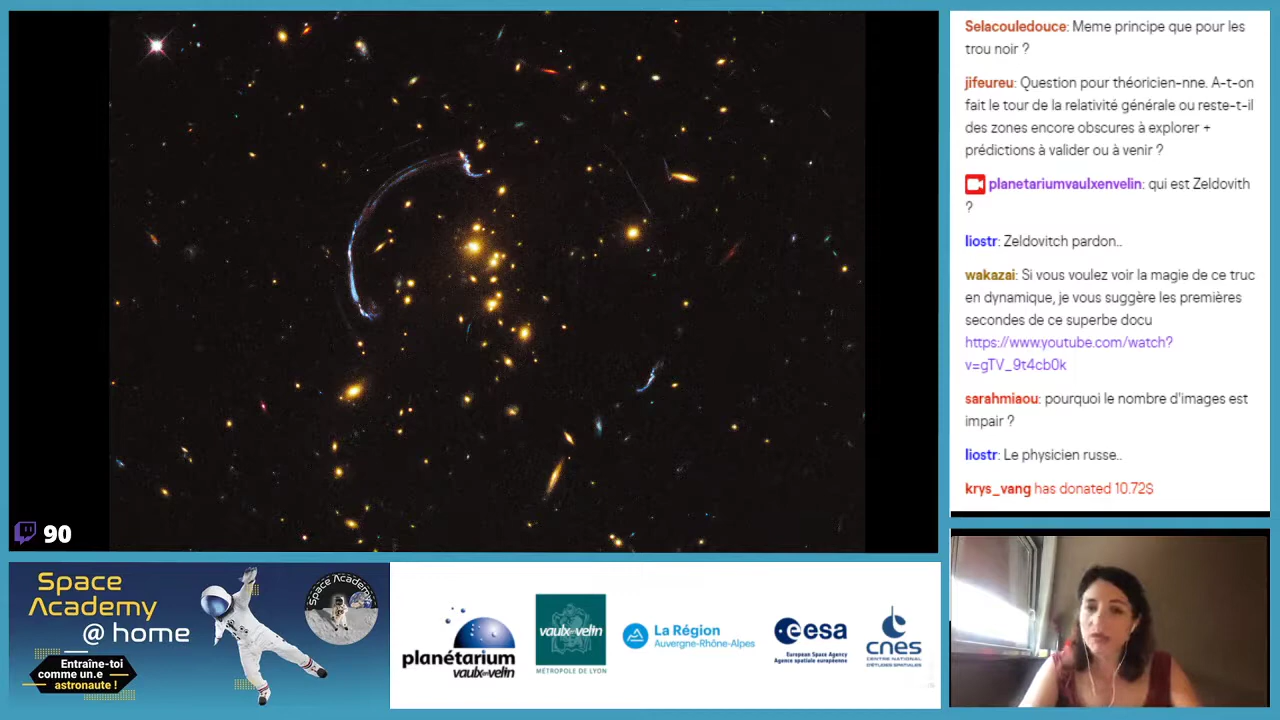 Selacouledouce: Meme principe que pour les
trou noir ?
jifeureu: Question pour théoricien-nne. A-t-on
fait le tour de la relativité générale ou reste-t-il
des zones encore obscures à explorer +
prédictions à valider ou à venir ?
planetariumvaulxenvelin: qui est Zeldovith
?
liostr: Zeldovitch pardon..
wakazai: Si vous voulez voir la magie de ce truc
en dynamique, je vous suggère les premières
secondes de ce superbe docu
https://www.youtube.com/watch?
v=gTV_9t4cb0k
sarahmiaou: pourquoi le nombre d'images est
impair ?
liostr: Le physicien russe..
krys_vang has donated 10.72$
90
Space
Academy
@ home
Entraîne-toi
comme un.e
astronaute !
Space Academy
planétarium
vaulx en velin
vaulx-en-velin
MÉTROPOLE DE LYON
La Région
Auvergne-Rhône-Alpes
esa
European Space Agency
Agence spatiale européenne
cnes
CENTRE NATIONAL
D'ÉTUDES SPATIALES